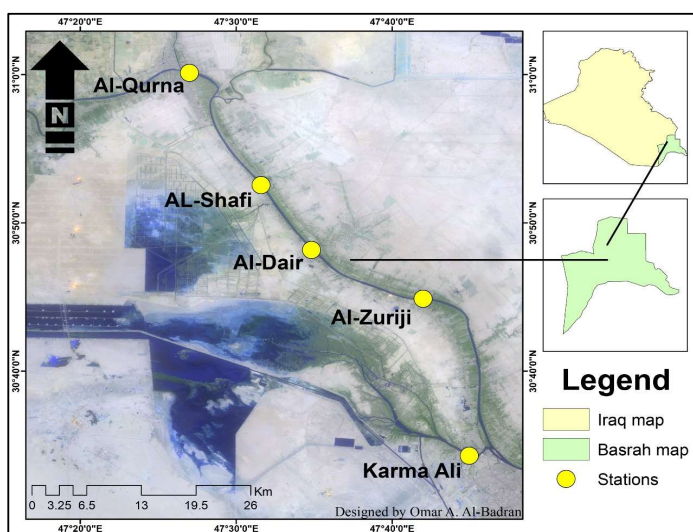 47°20'0"E 47°30'0"E 47°40'0"E
31°0'0"N
31°0'0"N
N
Al-Qurna
AL-Shafi
30°50'0"N
30°50'0"N
Al-Dair
Al-Zuriji
30°40'0"N
30°40'0"N
Karma Ali
Km
0 3.25 6.5 13 19.5 26
Designed by Omar A. Al-Badran
47°20'0"E 47°30'0"E 47°40'0"E
Legend
Iraq map
Basrah map
Stations